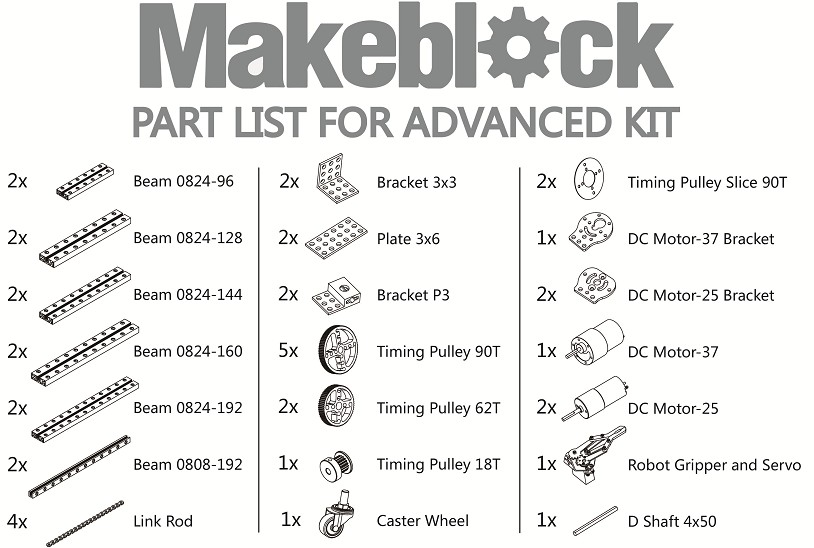 Makeblock
PART LIST FOR ADVANCED KIT
2x Beam 0824-96
2x Beam 0824-128
2x Beam 0824-144
2x Beam 0824-160
2x Beam 0824-192
2x Beam 0808-192
4x Link Rod
2x Bracket 3x3
2x Plate 3x6
2x Bracket P3
5x Timing Pulley 90T
2x Timing Pulley 62T
1x Timing Pulley 18T
1x Caster Wheel
2x Timing Pulley Slice 90T
1x DC Motor-37 Bracket
2x DC Motor-25 Bracket
1x DC Motor-37
2x DC Motor-25
1x Robot Gripper and Servo
1x D Shaft 4x50